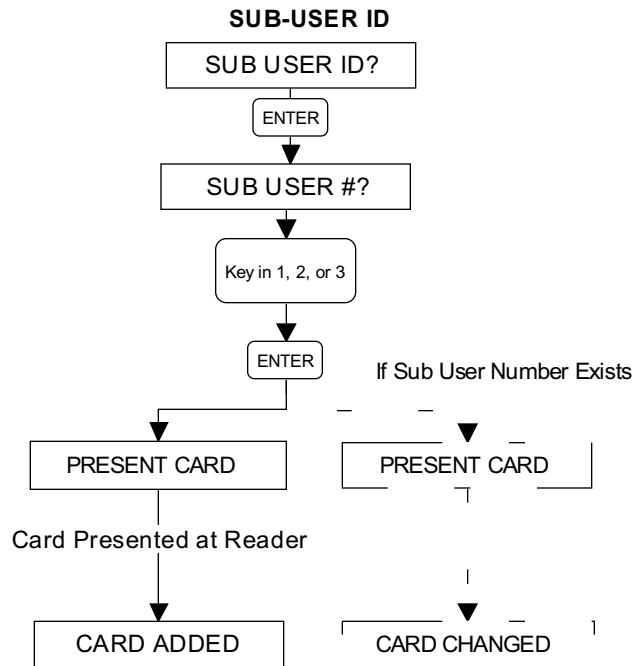 SUB-USER ID
SUB USER ID?
ENTER
SUB USER #?
Key in 1, 2, or 3
ENTER
If Sub User Number Exists
PRESENT CARD
PRESENT CARD
Card Presented at Reader
CARD ADDED
CARD CHANGED